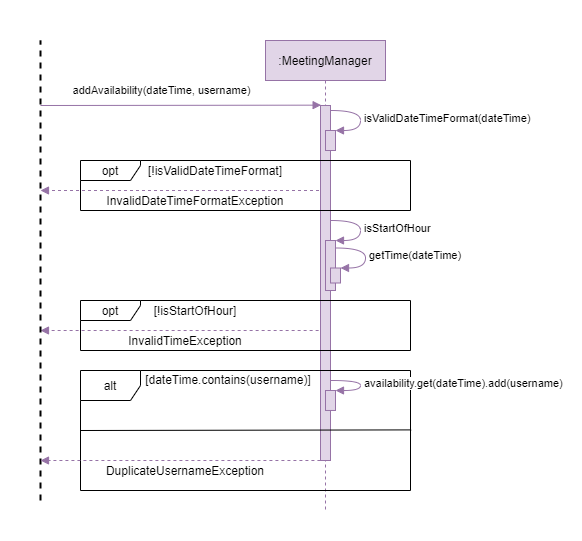 :MeetingManager
addAvailability(dateTime, username)
isValidDateTimeFormat(dateTime)
opt
[!isValidDateTimeFormat]
InvalidDateTimeFormatException
isStartOfHour
getTime(dateTime)
opt
[!isStartOfHour]
InvalidTimeException
alt
[dateTime.contains(username)]
availability.get(dateTime).add(username)
DuplicateUsernameException